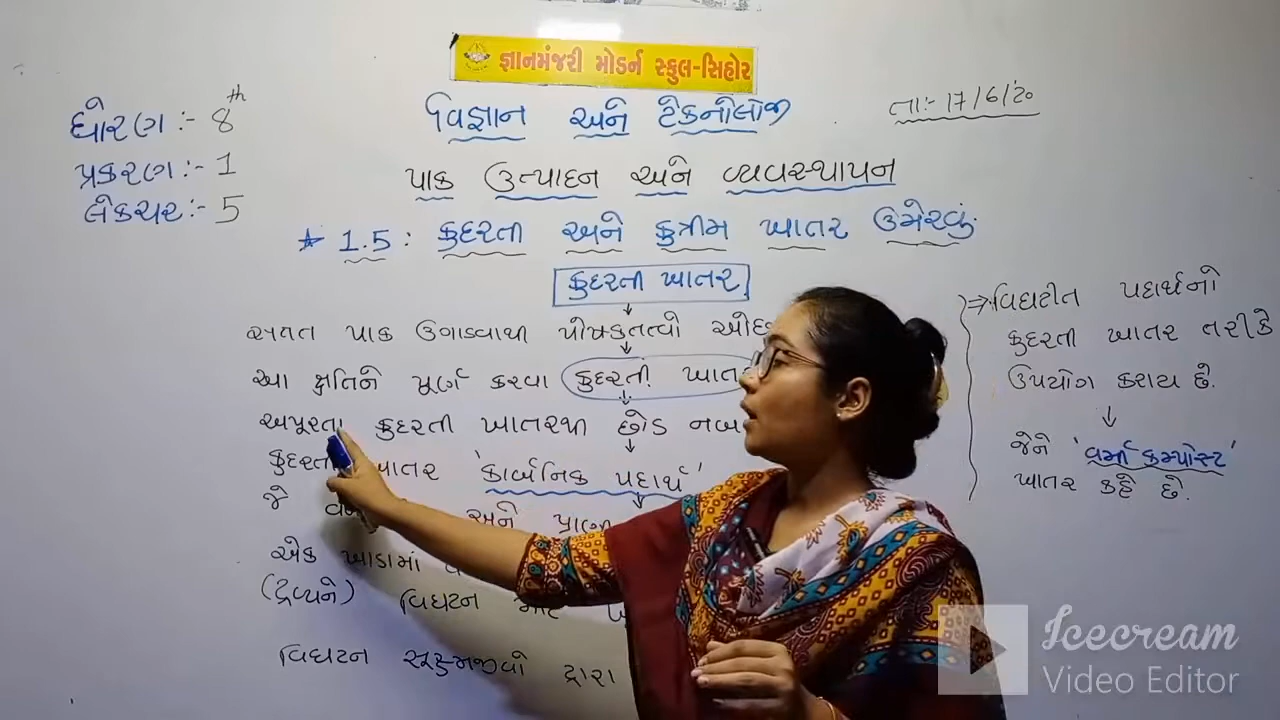 જ્ઞાનમંજરી મોડર્ન સ્કુલ-સિહોર
ધોરણ :- 8th
પ્રકરણ :- 1
લેકચર :- 5
વિજ્ઞાન અને ટેકનોલોજી
તા:- 17/6/20
પાક ઉત્પાદન અને વ્યવસ્થાપન
* 1.5 : કુદરતી અને કુત્રીમ ખાતર ઉમેરવું.
કુદરતી ખાતર
સતત પાક ઉગાડવાથી પોષકતત્વો
આ ક્ષતિને પૂર્ણ કરવા કુદરતી
અપૂરતા કુદરતી ખાતરથી છોડ
કુદરતી ખાતર 'કાર્બનિક પદાર્થ'
જે અને
એક ખાડામાં
(દ્રવ્યને) વિઘટન માટે
વિઘટન સૂક્ષ્મજીવો દ્વારા
⇒ વિઘટીત પદાર્થનો
કુદરતી ખાતર તરીકે
ઉપયોગ કરાય છે.
જેને 'વર્મી કમ્પોસ્ટ'
ખાતર કહે છે.
Icecream
Video Editor